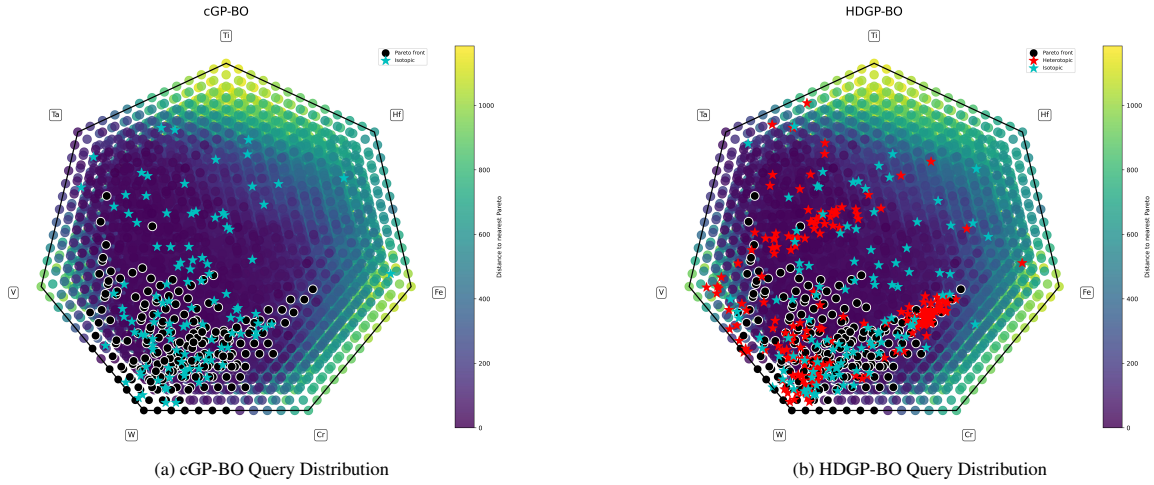 cGP-BO
Ti
Pareto front
Isotopic
Ta
Hf
V
Fe
W
Cr
1000
800
600
400
200
0
Distance to nearest Pareto
(a) cGP-BO Query Distribution
HDGP-BO
Ti
Pareto front
Heterotopic
Isotopic
Ta
Hf
V
Fe
W
Cr
1000
800
600
400
200
0
Distance to nearest Pareto
(b) HDGP-BO Query Distribution